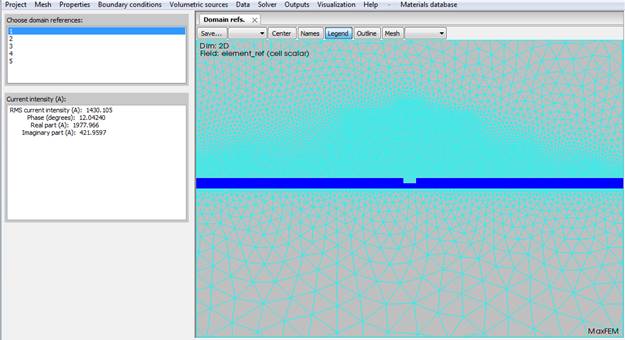 Project Mesh Properties Boundary conditions Volumetric sources Data Solver Outputs Visualization Help - Materials database
Choose domain references:
1
2
3
4
5
Current intensity (A):
RMS current intensity (A): 1430.105
Phase (degrees): 12.04240
Real part (A): 1977.966
Imaginary part (A): 421.9597
Domain refs. X
Save... Center Names Legend Outline Mesh
Dim: 2D
Field: element_ref (cell scalar)
MaxFEM